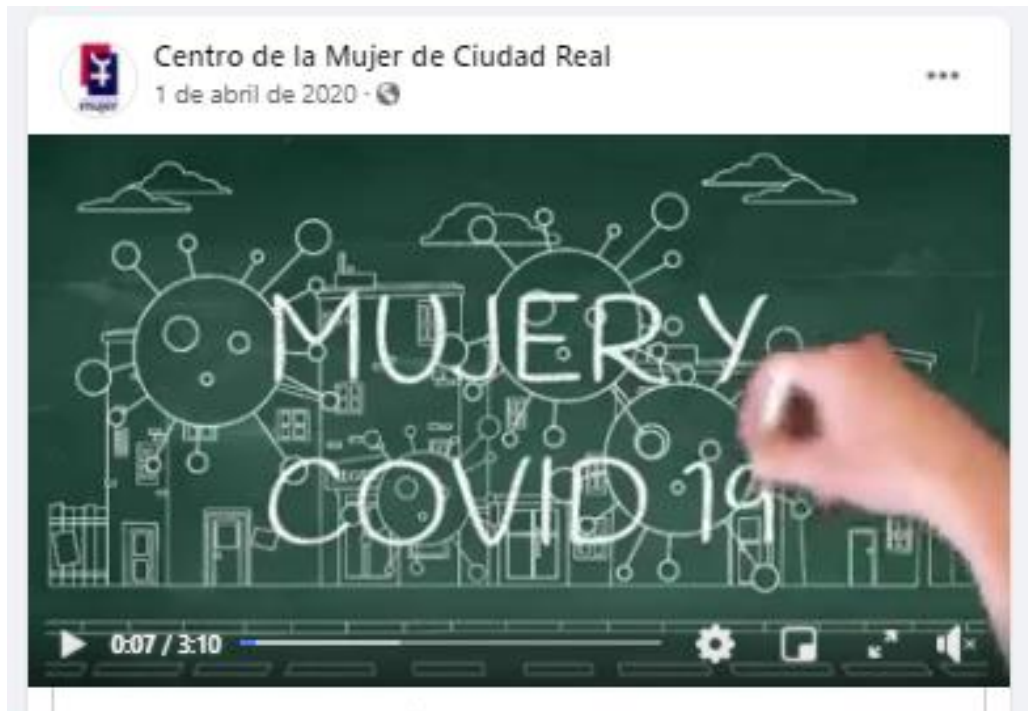 Centro de la Mujer de Ciudad Real
1 de abril de 2020 ·
mujer
MUJER Y
COVID 19
0:07 / 3:10